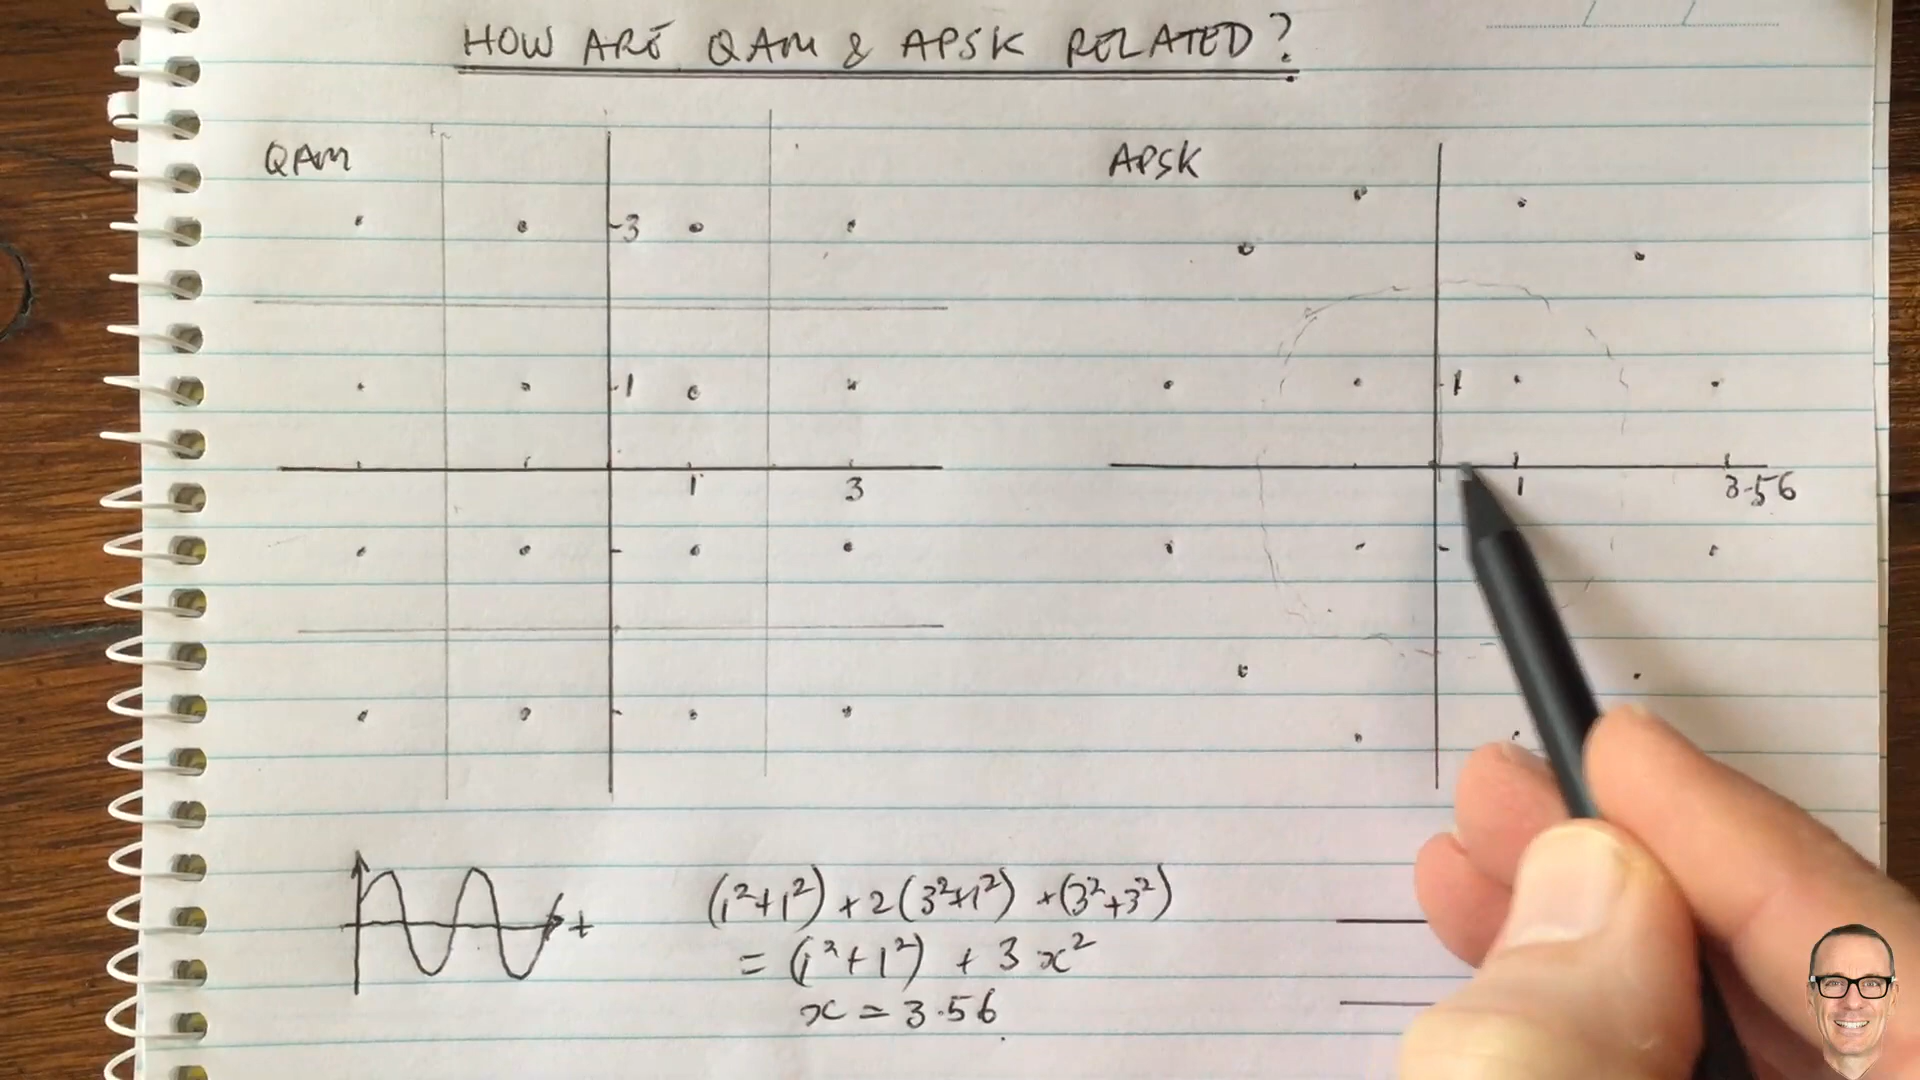 HOW ARE QAM & APSK RELATED?
QAM
APSK
3
1
1
1 3
1 3.56
t
(1²+1²) + 2(3²+1²) + (3²+3²)
= (1²+1²) + 3x²
x = 3.56